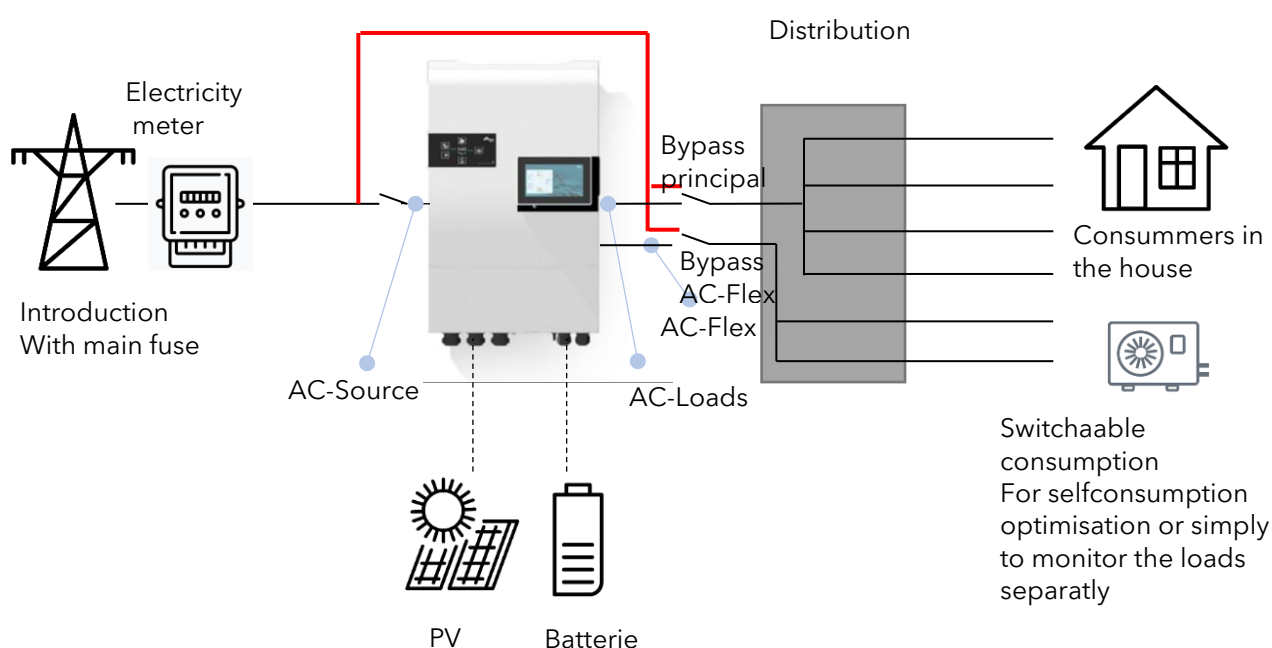 Distribution
Electricity
meter
Bypass
principal
Consummers in
the house
Bypass
AC-Flex
AC-Flex
Introduction
With main fuse
AC-Source
AC-Loads
Switchaable
consumption
For selfconsumption
optimisation or simply
to monitor the loads
separatly
PV
Batterie